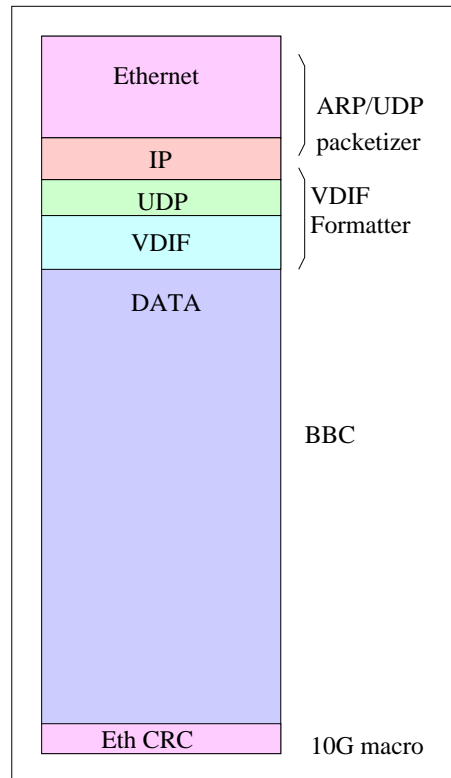 Ethernet
ARP/UDP
packetizer
IP
VDIF
Formatter
UDP
VDIF
DATA
BBC
Eth CRC
10G macro